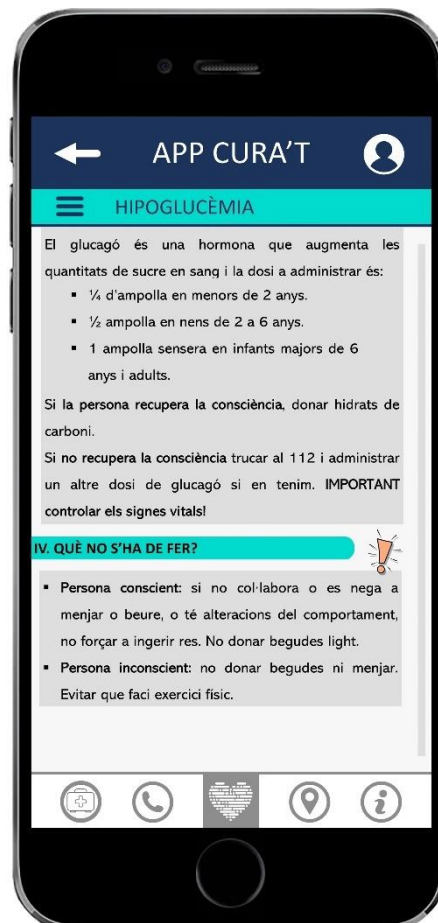 APP CURA'T
HIPOGLUCÈMIA
El glucagó és una hormona que augmenta les
quantitats de sucre en sang i la dosi a administrar és:
▪ ¼ d'ampolla en menors de 2 anys.
▪ ½ ampolla en nens de 2 a 6 anys.
▪ 1 ampolla sensera en infants majors de 6
anys i adults.
Si la persona recupera la consciència, donar hidrats de
carboni.
Si no recupera la consciència trucar al 112 i administrar
un altre dosi de glucagó si en tenim. IMPORTANT
controlar els signes vitals!
IV. QUÈ NO S'HA DE FER?
▪ Persona conscient: si no col·labora o es nega a
menjar o beure, o té alteracions del comportament,
no forçar a ingerir res. No donar begudes light.
▪ Persona inconscient: no donar begudes ni menjar.
Evitar que faci exercici físic.